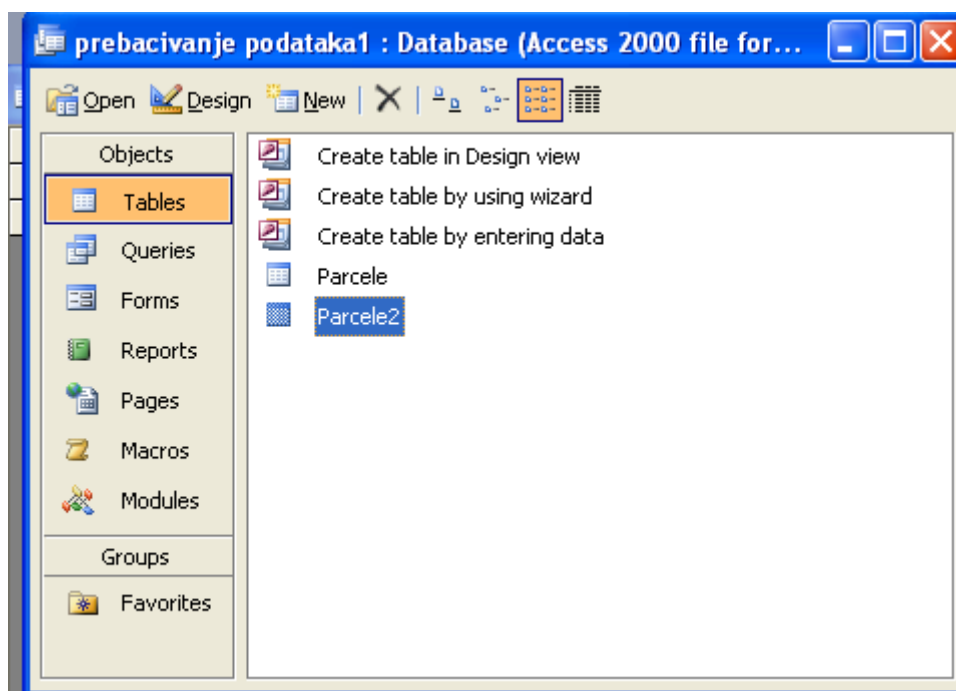 prebacivanje podataka1 : Database (Access 2000 file for...
Open Design New
Objects
Tables
Queries
Forms
Reports
Pages
Macros
Modules
Groups
Favorites
Create table in Design view
Create table by using wizard
Create table by entering data
Parcele
Parcele2